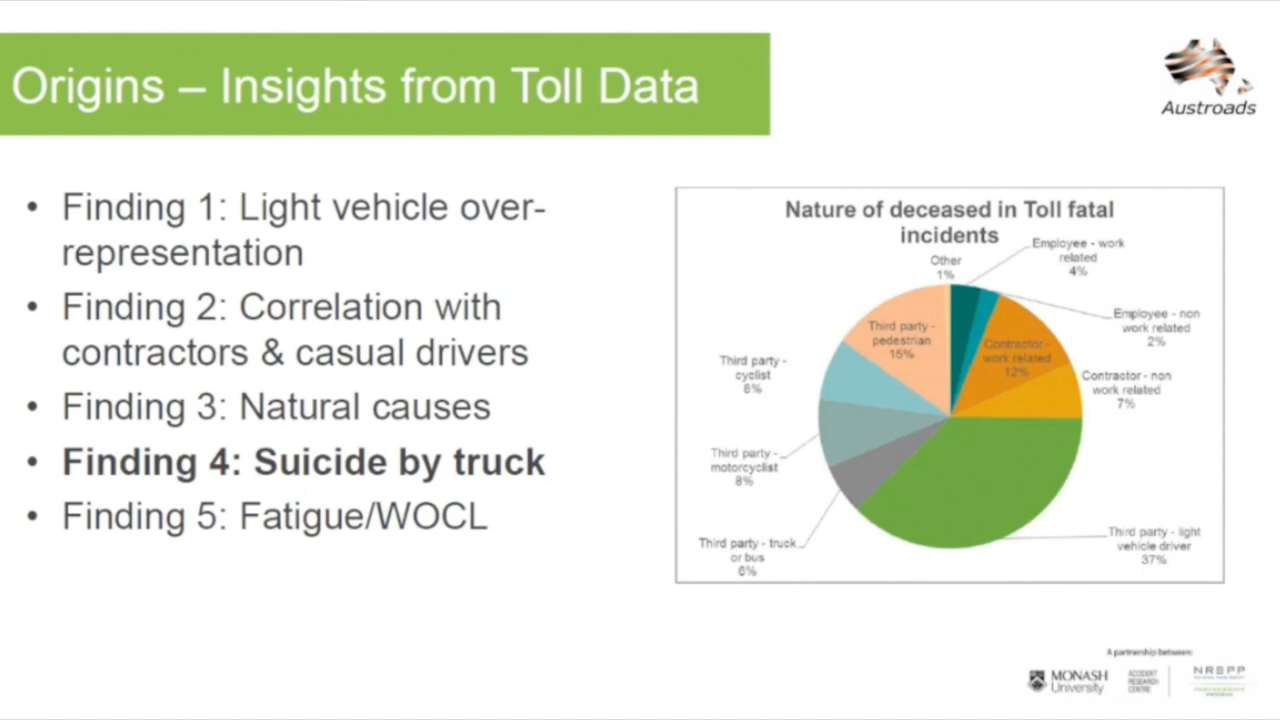 Origins – Insights from Toll Data
Austroads
• Finding 1: Light vehicle over-
representation
• Finding 2: Correlation with
contractors & casual drivers
• Finding 3: Natural causes
• Finding 4: Suicide by truck
• Finding 5: Fatigue/WOCL
Nature of deceased in Toll fatal
incidents
Other
1%
Employee - work
related
4%
Employee - non
work related
2%
Contractor -
work related
12%
Contractor - non
work related
7%
Third party - light
vehicle driver
37%
Third party - truck
or bus
6%
Third party -
motorcyclist
8%
Third party -
cyclist
8%
Third party -
pedestrian
15%
A partnership between:
MONASH
University
ACCIDENT
RESEARCH
CENTRE
NRSPP